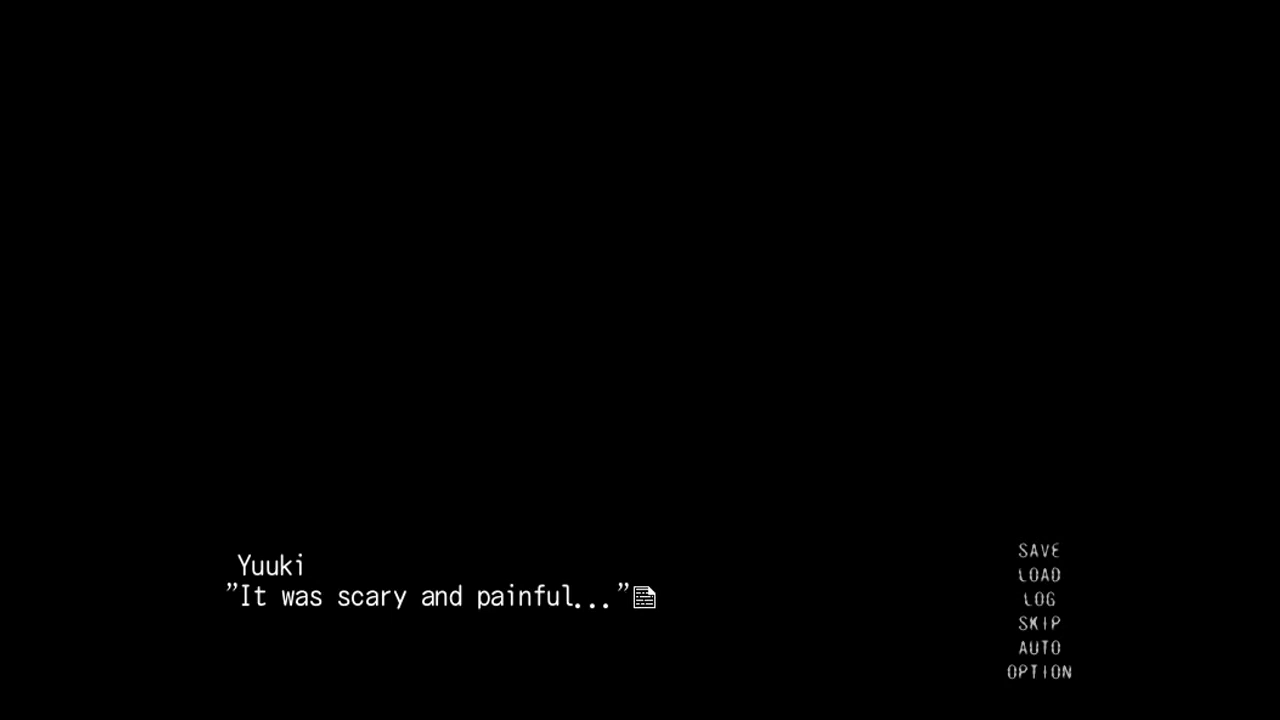 Yuuki
”It was scary and painful...”
SAVE
LOAD
LOG
SKIP
AUTO
OPTION